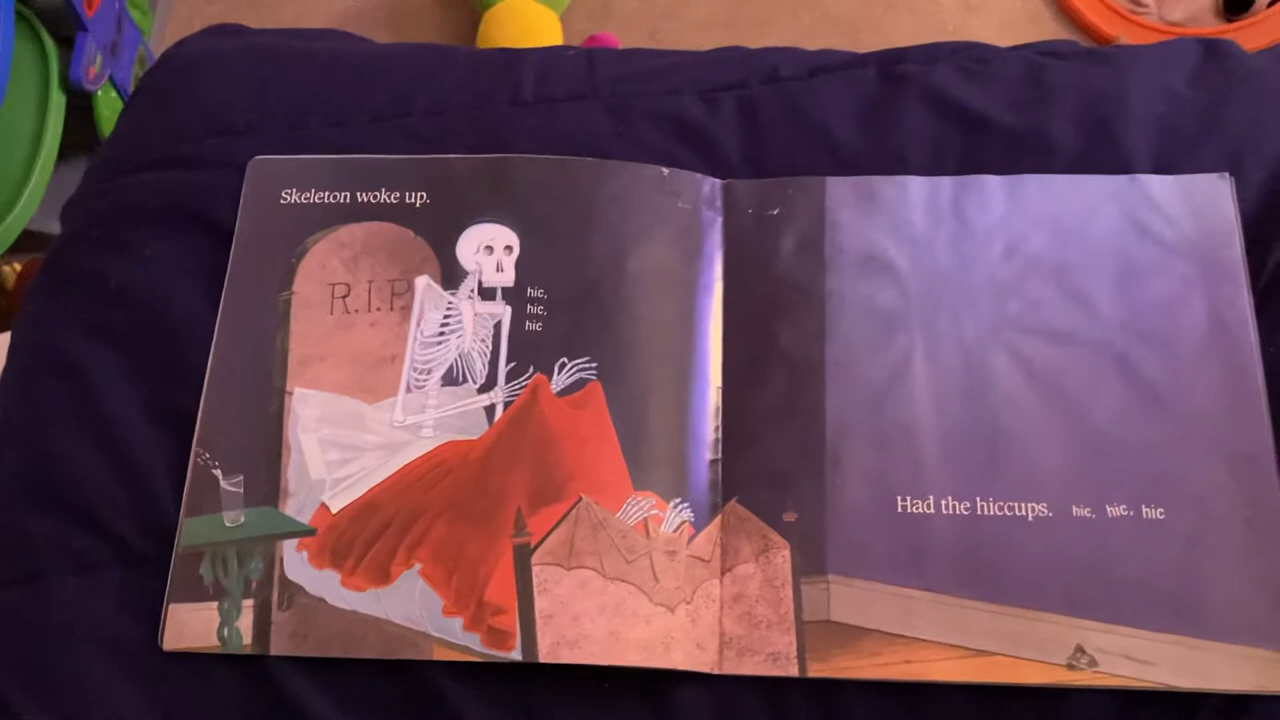 Skeleton woke up.
R.I.P.
hic,
hic,
hic
Had the hiccups. hic, hic, hic